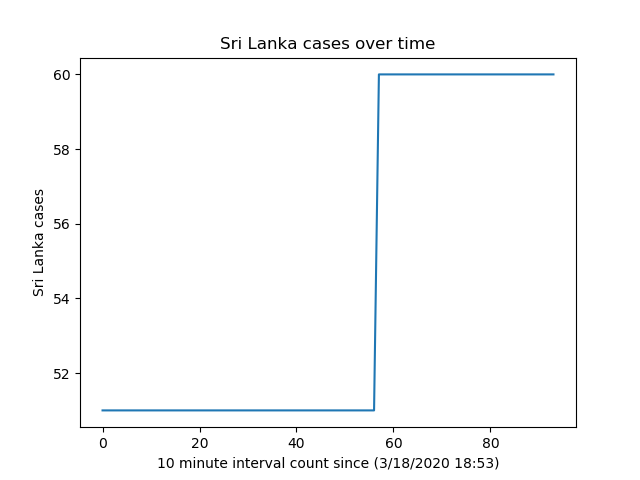 Sri Lanka cases over time
60
58
56
54
52
Sri Lanka cases
0 20 40 60 80
10 minute interval count since (3/18/2020 18:53)